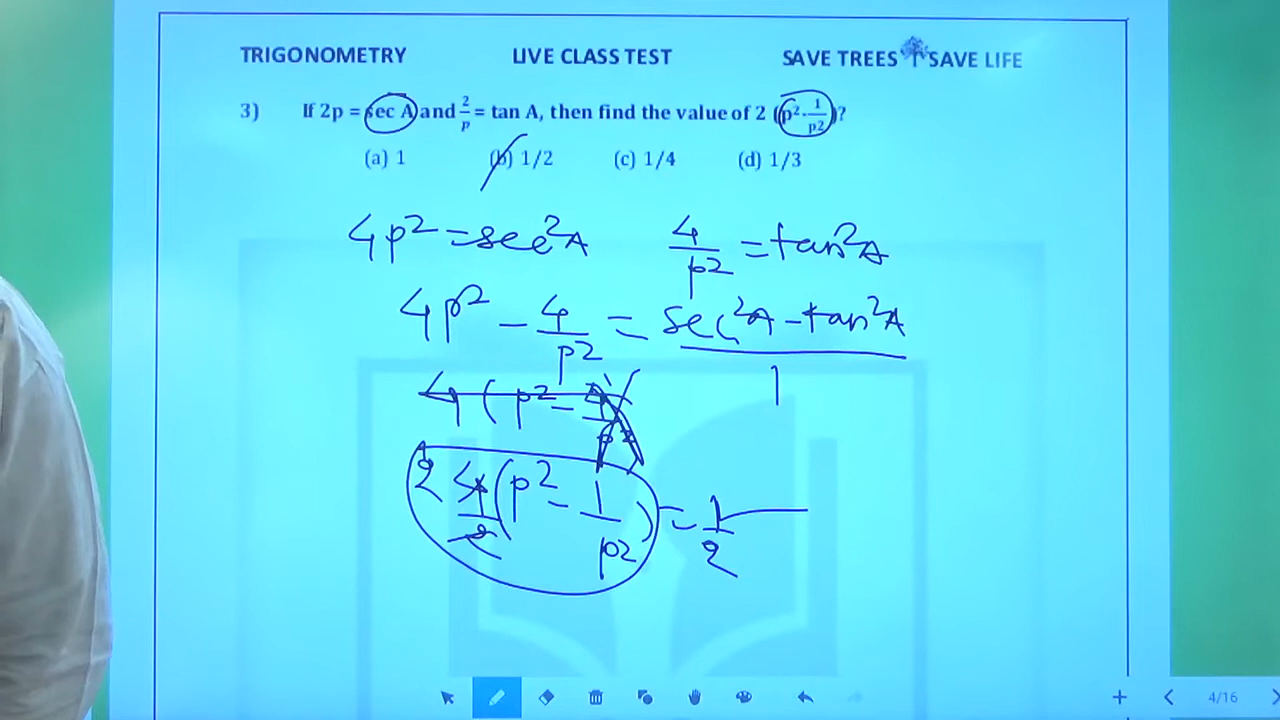 TRIGONOMETRY LIVE CLASS TEST SAVE TREES SAVE LIFE
3) If 2p = sec A and 2/p = tan A, then find the value of 2 (p² - 1/p2)?
(a) 1 (b) 1/2 (c) 1/4 (d) 1/3
4p² = sec²A 4/p² = tan²A
4p² - 4/p² = sec²A - tan²A
4 (p² - 1
2 4/2 (p² - 1/p²) = 1/2
4/16